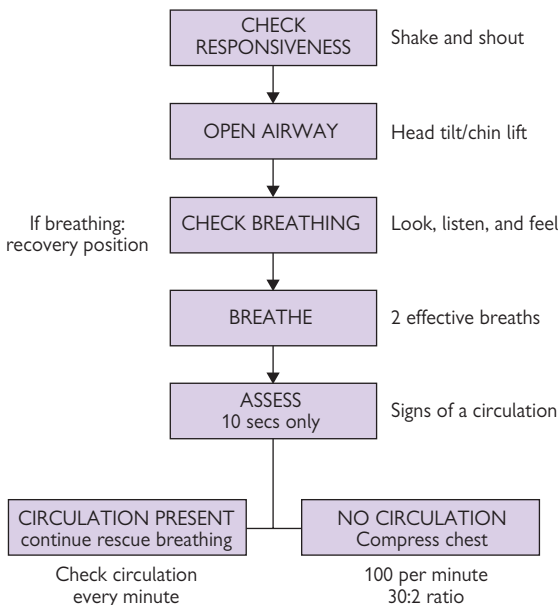 CHECK
RESPONSIVENESS
Shake and shout
OPEN AIRWAY
Head tilt/chin lift
If breathing:
recovery position
CHECK BREATHING
Look, listen, and feel
BREATHE
2 effective breaths
ASSESS
10 secs only
Signs of a circulation
CIRCULATION PRESENT
continue rescue breathing
Check circulation
every minute
NO CIRCULATION
Compress chest
100 per minute
30:2 ratio